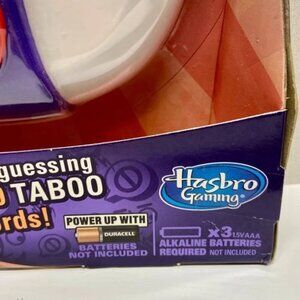 guessing
TABOO
ords!
Hasbro
Gaming
POWER UP WITH
DURACELL
BATTERIES
NOT INCLUDED
x3 1.5V AAA
ALKALINE BATTERIES
REQUIRED NOT INCLUDED